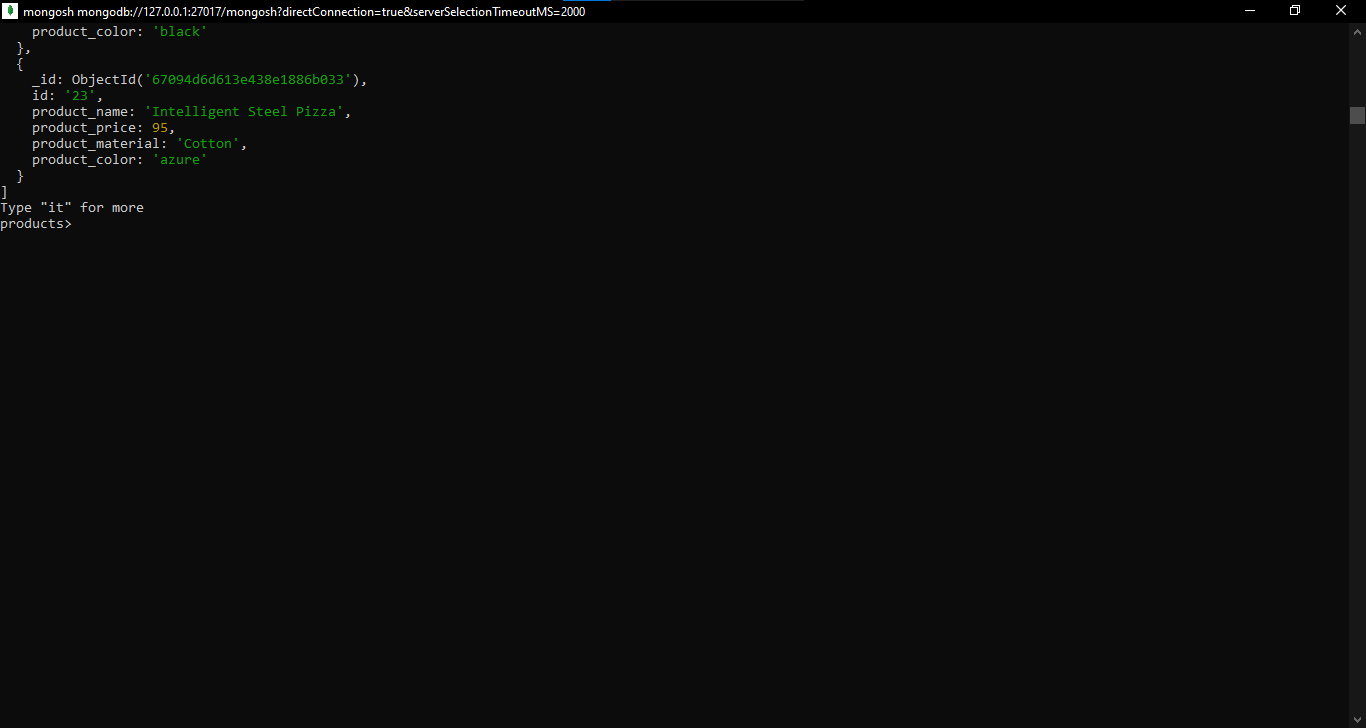 mongosh mongodb://127.0.0.1:27017/mongosh?directConnection=true&serverSelectionTimeoutMS=2000
    product_color: 'black'
  },
  {
    _id: ObjectId('67094d6d613e438e1886b033'),
    id: '23',
    product_name: 'Intelligent Steel Pizza',
    product_price: 95,
    product_material: 'Cotton',
    product_color: 'azure'
  }
]
Type "it" for more
products>